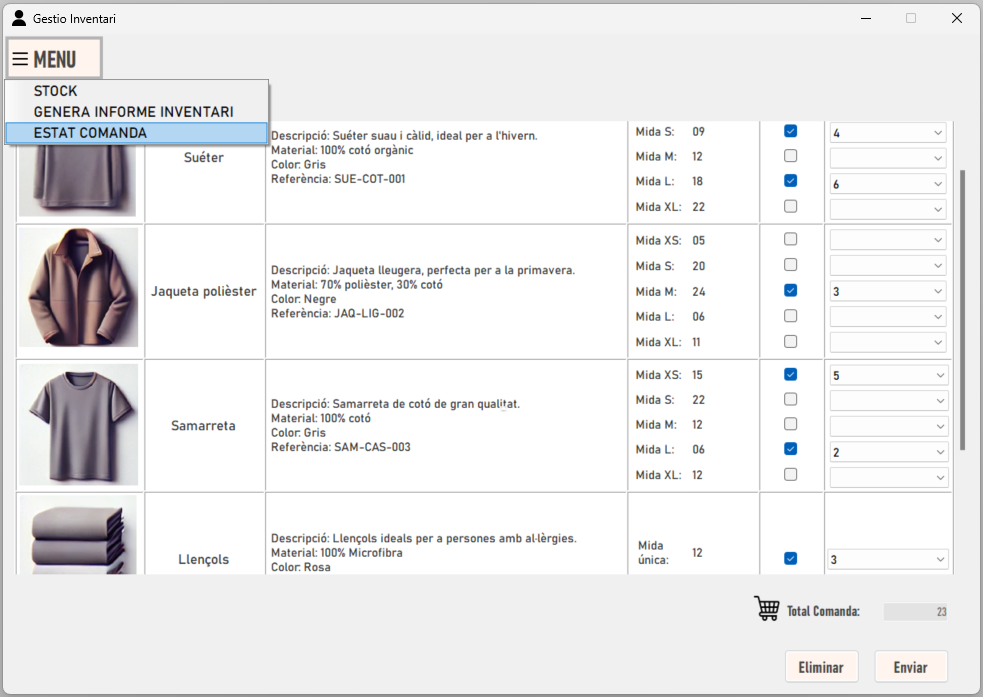 Gestio Inventari
MENU
STOCK
GENERA INFORME INVENTARI
ESTAT COMANDA
Suéter
Descripció: Suéter suau i càlid, ideal per a l'hivern.
Material: 100% cotó orgànic
Color: Gris
Referència: SUE-COT-001
Mida S: 09 4
Mida M: 12
Mida L: 18 6
Mida XL: 22
Jaqueta polièster
Descripció: Jaqueta lleugera, perfecta per a la primavera.
Material: 70% polièster, 30% cotó
Color: Negre
Referència: JAQ-LIG-002
Mida XS: 05
Mida S: 20
Mida M: 24 3
Mida L: 06
Mida XL: 11
Samarreta
Descripció: Samarreta de cotó de gran qualitat.
Material: 100% cotó
Color: Gris
Referència: SAM-CAS-003
Mida XS: 15 5
Mida S: 22
Mida M: 12
Mida L: 06 2
Mida XL: 12
Llençols
Descripció: Llençols ideals per a persones amb al·lèrgies.
Material: 100% Microfibra
Color: Rosa
Mida
única: 12 3
Total Comanda: 23
Eliminar Enviar